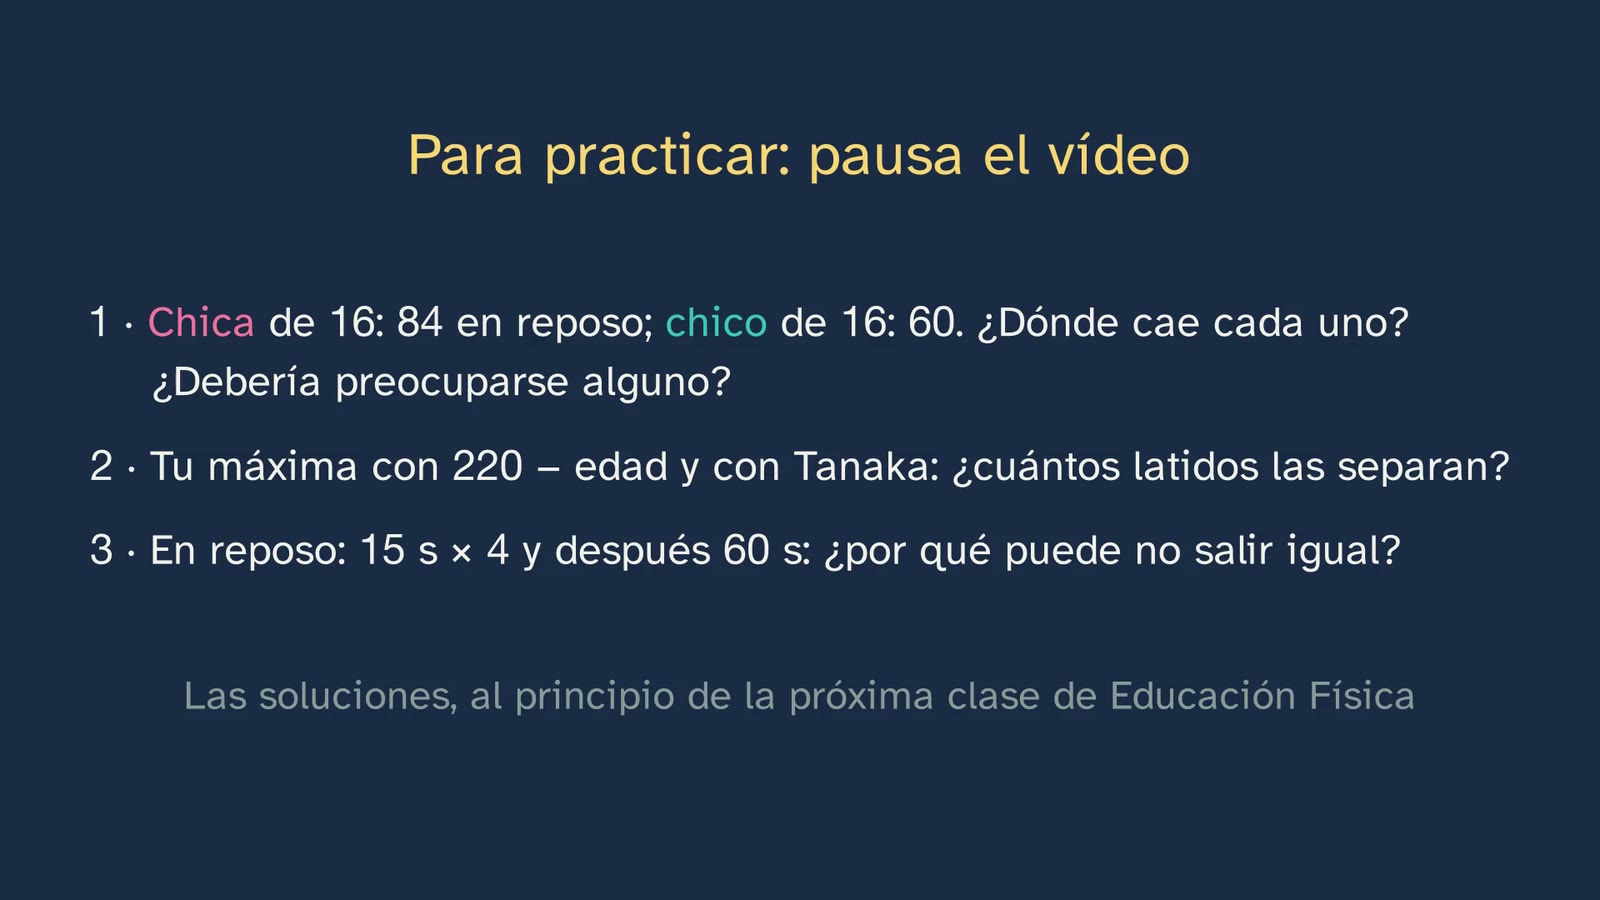 Para practicar: pausa el vídeo
1 · Chica de 16: 84 en reposo; chico de 16: 60. ¿Dónde cae cada uno?
¿Debería preocuparse alguno?
2 · Tu máxima con 220 – edad y con Tanaka: ¿cuántos latidos las separan?
3 · En reposo: 15 s × 4 y después 60 s: ¿por qué puede no salir igual?
Las soluciones, al principio de la próxima clase de Educación Física